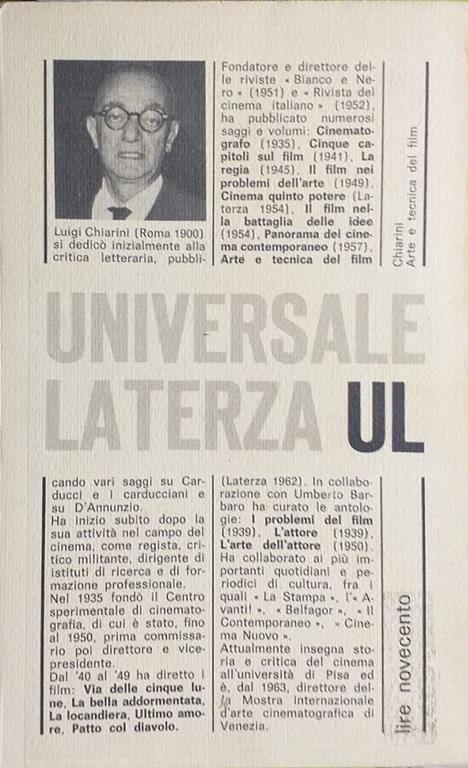 Luigi Chiarini (Roma 1900)
si dedicò inizialmente alla
critica letteraria, pubbli-
cando vari saggi su Car-
ducci e i carducciani e
su D'Annunzio.
Ha inizio subito dopo la
sua attività nel campo del
cinema, come regista, cri-
tico militante, dirigente di
istituti di ricerca e di for-
mazione professionale.
Nel 1935 fondò il Centro
sperimentale di cinemato-
grafia, di cui è stato, fino
al 1950, prima commissa-
rio poi direttore e vice-
presidente.
Dal '40 al '49 ha diretto i
film: Via delle cinque lu-
ne, La bella addormentata,
La locandiera, Ultimo amo-
re, Patto col diavolo.
Fondatore e direttore del-
le riviste « Bianco e Ne-
ro » (1951) e « Rivista del
cinema italiano » (1952),
ha pubblicato numerosi
saggi e volumi: Cinemato-
grafo (1935), Cinque ca-
pitoli sul film (1941), La
regia (1945), Il film nei
problemi dell'arte (1949),
Cinema quinto potere (La-
terza 1954), Il film nel-
la battaglia delle idee
(1954), Panorama del cine-
ma contemporaneo (1957),
Arte e tecnica del film
(Laterza 1962). In collabo-
razione con Umberto Bar-
baro ha curato le antolo-
gie: I problemi del film
(1939), L'attore (1939),
L'arte dell'attore (1950).
Ha collaborato ai più im-
portanti quotidiani e pe-
riodici di cultura, fra i
quali « La Stampa », l'« A-
vanti! », « Belfagor », « Il
Contemporaneo », « Cine-
ma Nuovo ».
Attualmente insegna sto-
ria e critica del cinema
all'università di Pisa ed
è, dal 1963, direttore del-
la Mostra Internazionale
d'arte cinematografica di
Venezia.
Chiarini
Arte e tecnica del film
UNIVERSALE
LATERZA UL
lire novecento